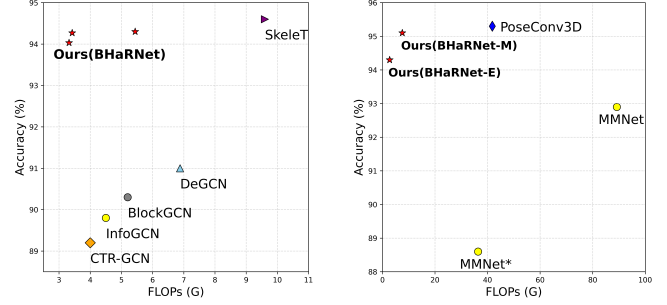 95
94
93
92
91
90
89
Accuracy (%)
SkeleT
Ours(BHaRNet)
DeGCN
BlockGCN
InfoGCN
CTR-GCN
3 4 5 6 7 8 9 10 11
FLOPs (G)
96
95
94
93
92
91
90
89
88
Accuracy (%)
PoseConv3D
Ours(BHaRNet-M)
Ours(BHaRNet-E)
MMNet
MMNet*
0 20 40 60 80 100
FLOPs (G)